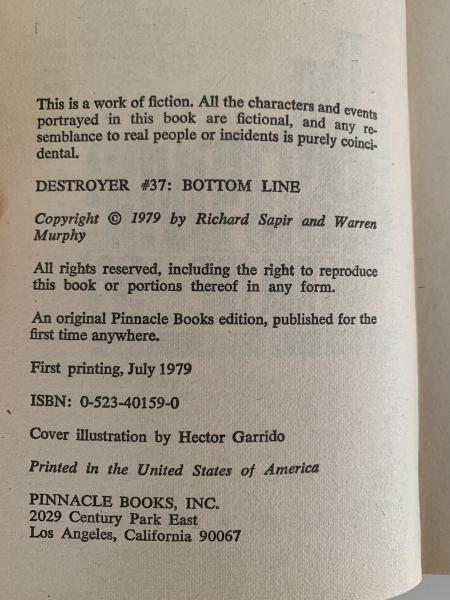 This is a work of fiction. All the characters and events
portrayed in this book are fictional, and any re-
semblance to real people or incidents is purely coinci-
dental.
DESTROYER #37: BOTTOM LINE
Copyright © 1979 by Richard Sapir and Warren
Murphy
All rights reserved, including the right to reproduce
this book or portions thereof in any form.
An original Pinnacle Books edition, published for the
first time anywhere.
First printing, July 1979
ISBN: 0-523-40159-0
Cover illustration by Hector Garrido
Printed in the United States of America
PINNACLE BOOKS, INC.
2029 Century Park East
Los Angeles, California 90067